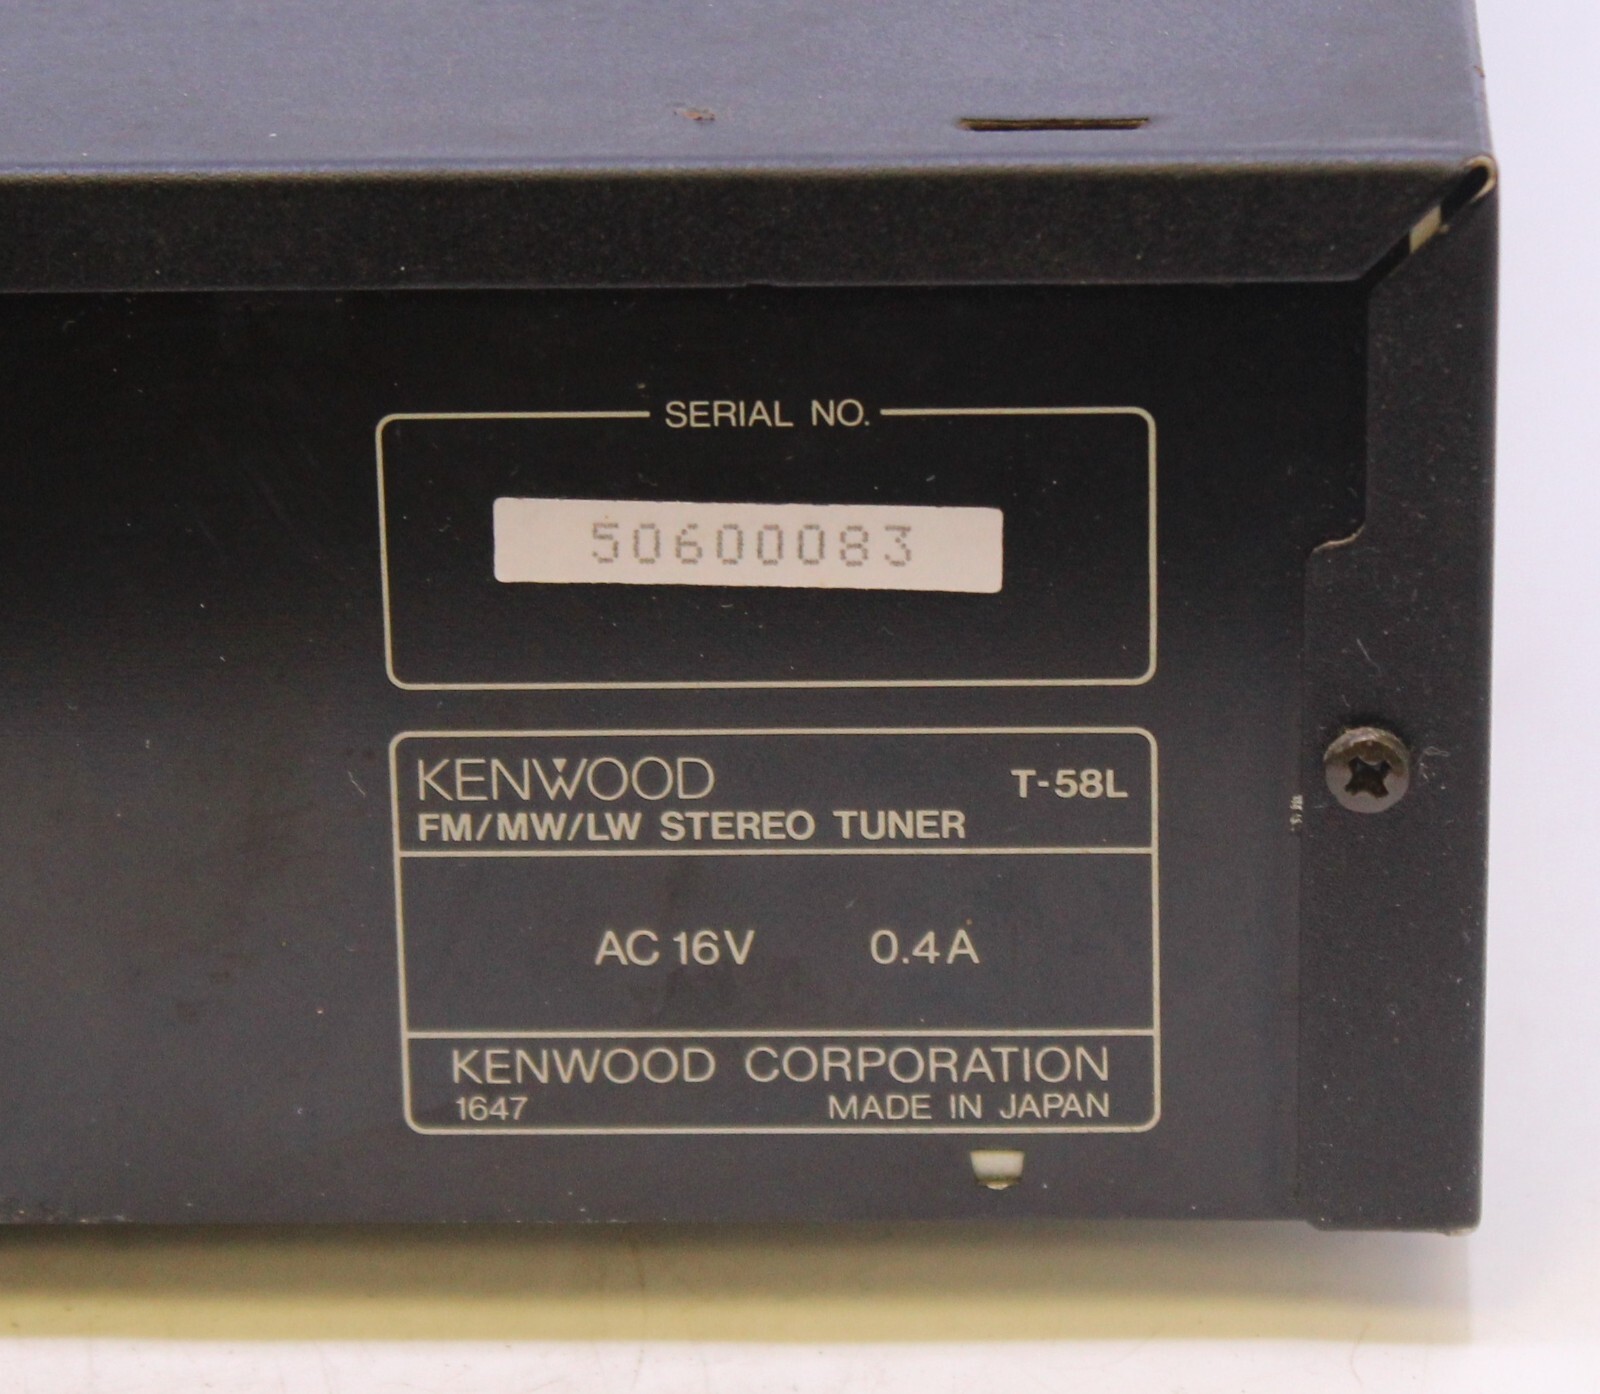 SERIAL NO.
50600083
KENWOOD T-58L
FM/MW/LW STEREO TUNER
AC 16V 0.4A
KENWOOD CORPORATION
1647 MADE IN JAPAN